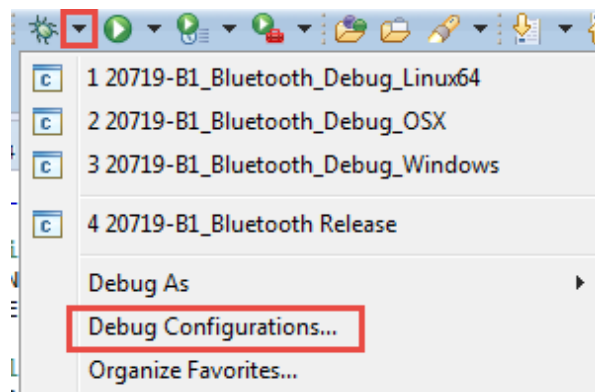 1 20719-B1_Bluetooth_Debug_Linux64
2 20719-B1_Bluetooth_Debug_OSX
3 20719-B1_Bluetooth_Debug_Windows
4 20719-B1_Bluetooth Release
Debug As
Debug Configurations...
Organize Favorites...